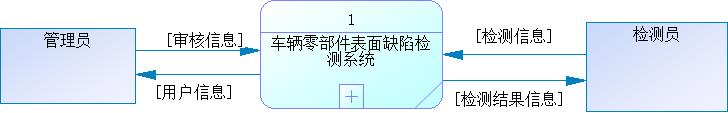 管理员
[审核信息]
[用户信息]
1
车辆零部件表面缺陷检
测系统
[检测信息]
[检测结果信息]
检测员